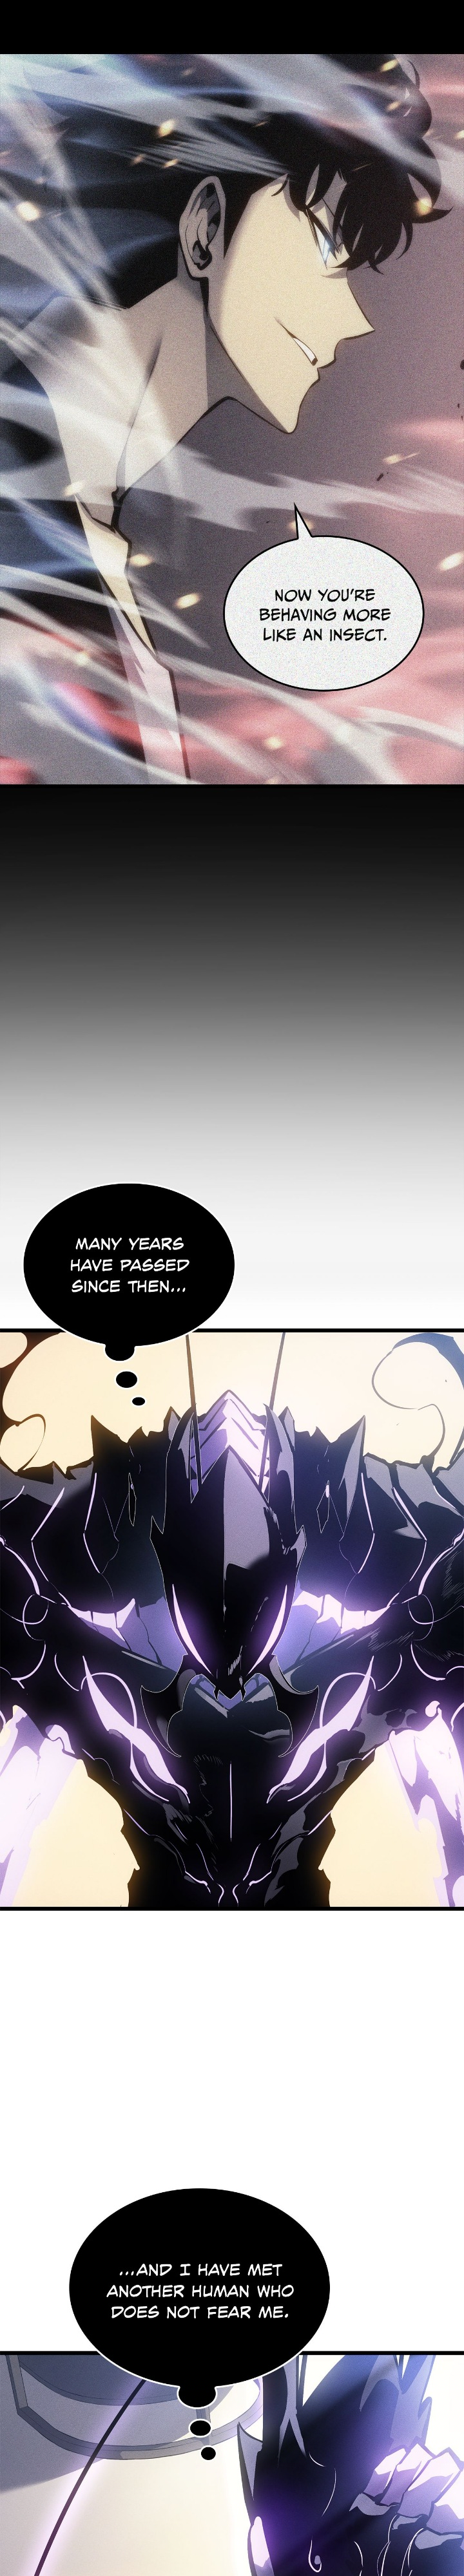 NOW YOU'RE
BEHAVING MORE
LIKE AN INSECT.
MANY YEARS
HAVE PASSED
SINCE THEN...
...AND I HAVE MET
ANOTHER HUMAN WHO
DOES NOT FEAR ME.